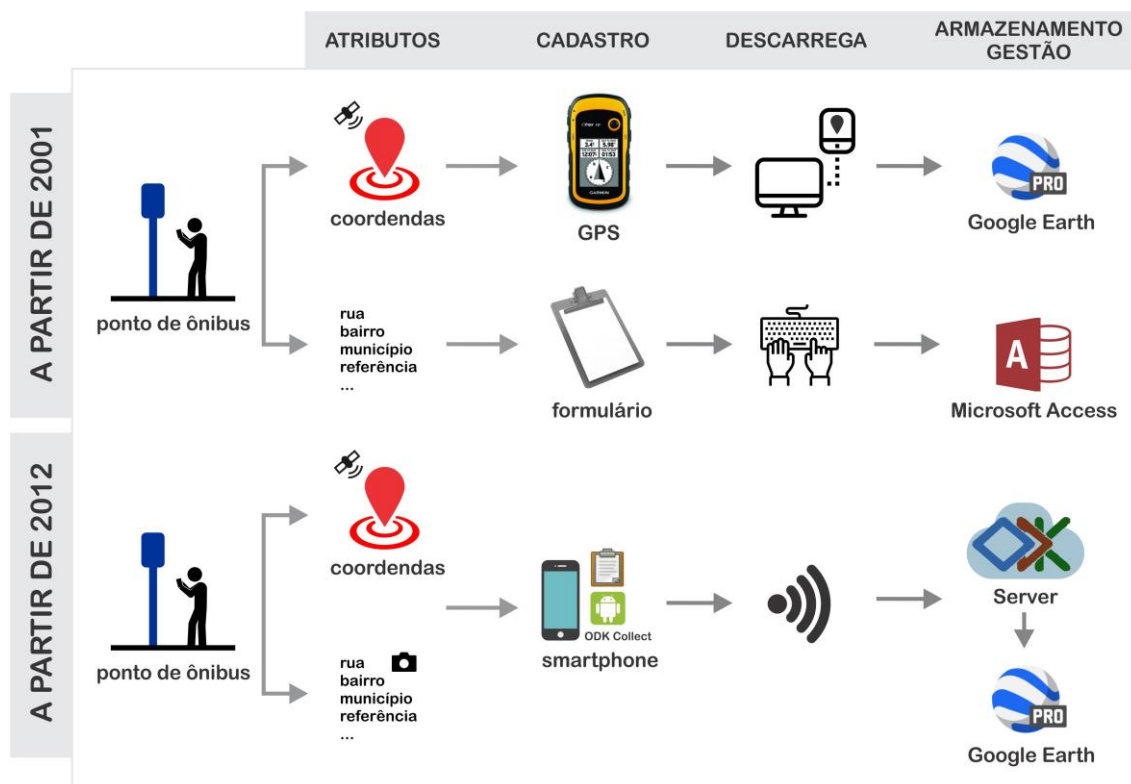 ATRIBUTOS
CADASTRO
DESCARREGA
ARMAZENAMENTO
GESTÃO
A PARTIR DE 2001
ponto de ônibus
coordendas
GPS
GARMIN
PRO
Google Earth
rua
bairro
município
referência
...
formulário
A
Microsoft Access
A PARTIR DE 2012
ponto de ônibus
coordendas
rua
bairro
município
referência
...
ODK Collect
smartphone
Server
PRO
Google Earth